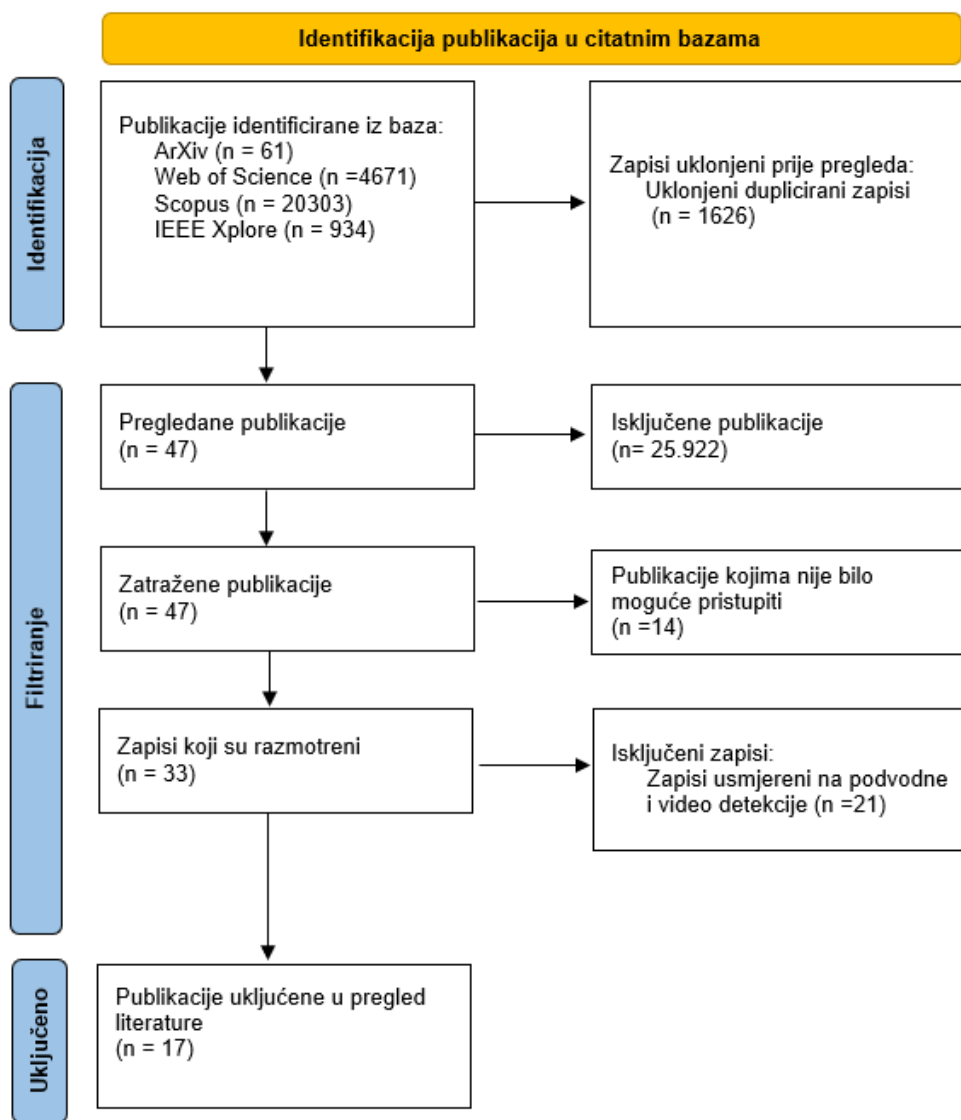 Identifikacija publikacija u citatnim bazama
Identifikacija
Publikacije identificirane iz baza:
ArXiv (n = 61)
Web of Science (n =4671)
Scopus (n = 20303)
IEEE Xplore (n = 934)
Zapisi uklonjeni prije pregleda:
Uklonjeni duplicirani zapisi
(n = 1626)
Filtriranje
Pregledane publikacije
(n = 47)
Isključene publikacije
(n= 25.922)
Zatražene publikacije
(n = 47)
Publikacije kojima nije bilo
moguće pristupiti
(n =14)
Zapisi koji su razmotreni
(n = 33)
Isključeni zapisi:
Zapisi usmjereni na podvodne
i video detekcije (n =21)
Uključeno
Publikacije uključene u pregled
literature
(n = 17)